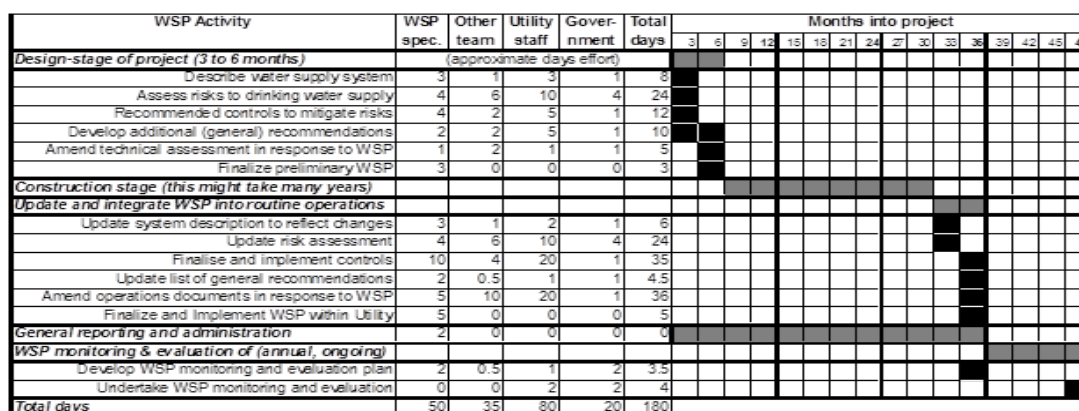 WSP Activity WSP Other Utility Gover- Total Months into project
spec. team staff nment days 3 6 9 12 15 18 21 24 27 30 33 36 39 42 45
Design-stage of project (3 to 6 months) (approximate days effort)
Describe water supply system 3 1 3 1 8
Assess risks to drinking water supply 4 6 10 4 24
Recommended controls to mitigate risks 4 2 5 1 12
Develop additional (general) recommendations 2 2 5 1 10
Amend technical assessment in response to WSP 1 2 1 1 5
Finalize preliminary WSP 3 0 0 0 3
Construction stage (this might take many years)
Update and integrate WSP into routine operations
Update system description to reflect changes 3 1 2 1 6
Update risk assessment 4 6 10 4 24
Finalise and implement controls 10 4 20 1 35
Update list of general recommendations 2 0.5 1 1 4.5
Amend operations documents in response to WSP 5 10 20 1 36
Finalize and Implement WSP within Utility 5 0 0 0 5
General reporting and administration 2 0 0 0 0
WSP monitoring & evaluation of (annual, ongoing)
Develop WSP monitoring and evaluation plan 2 0.5 1 2 3.5
Undertake WSP monitoring and evaluation 0 0 2 2 4
Total days 50 35 80 20 180